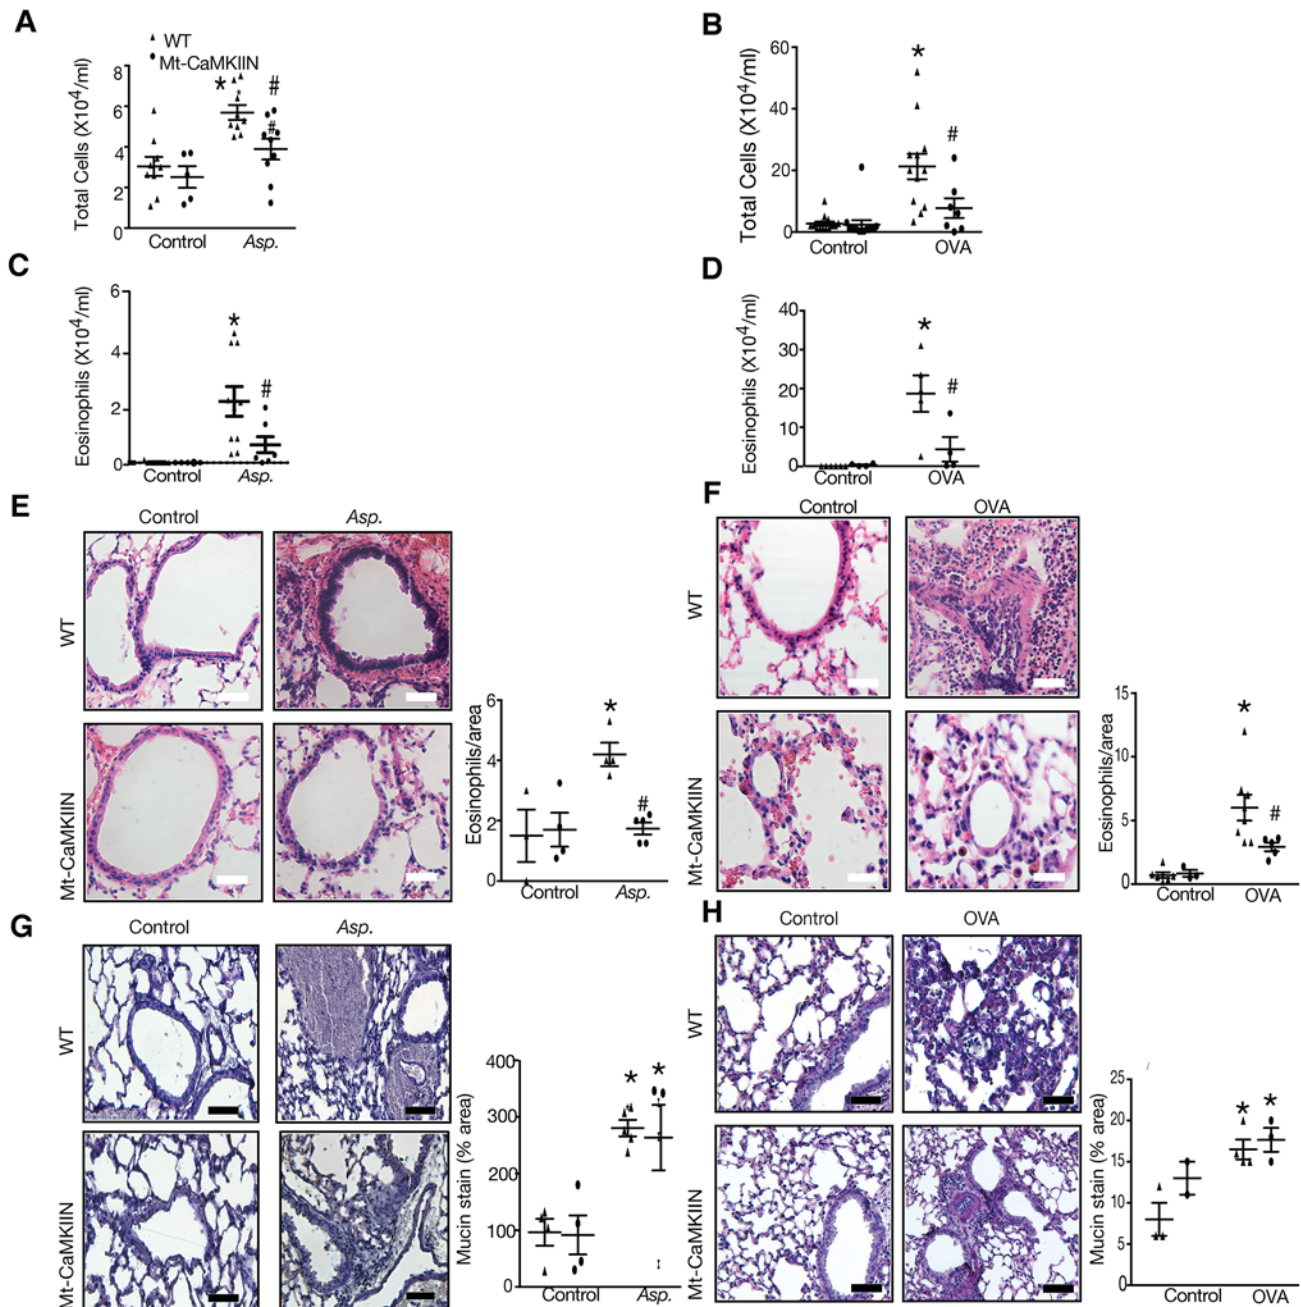 A
▲ WT
● Mt-CaMKIIN
Total Cells (X10⁴/ml)
8
6
4
2
0
*
#
#
Control
Asp.
B
Total Cells (X10⁴/ml)
60
40
20
0
*
#
Control
OVA
C
Eosinophils (X10⁴/ml)
6
4
2
0
*
#
Control
Asp.
D
Eosinophils (X10⁴/ml)
40
30
20
10
0
*
#
Control
OVA
E
Control
Asp.
WT
Mt-CaMKIIN
Eosinophils/area
6
4
2
0
*
#
Control
Asp.
F
Control
OVA
WT
Mt-CaMKIIN
Eosinophils/area
15
10
5
0
*
#
Control
OVA
G
Control
Asp.
WT
Mt-CaMKIIN
Mucin stain (% area)
400
300
200
100
0
*
*
Control
Asp.
H
Control
OVA
WT
Mt-CaMKIIN
Mucin stain (% area)
25
20
15
10
5
0
*
*
Control
OVA